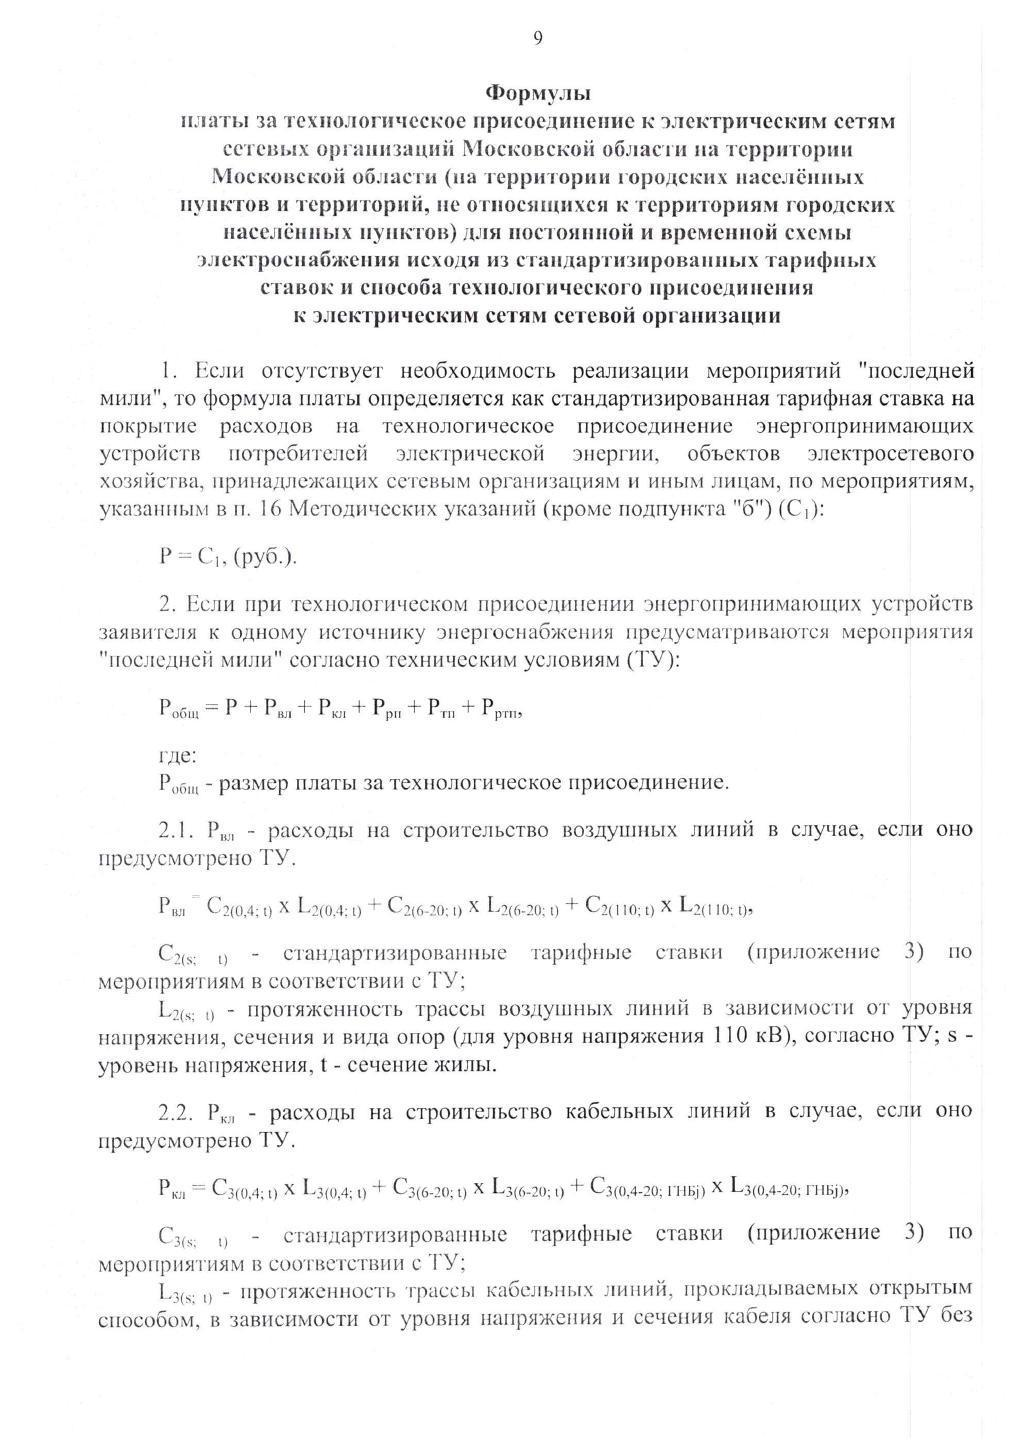 9
Формулы
платы за технологическое присоединение к электрическим сетям
сетевых организаций Московской области на территории
Московской области (на территории городских населённых
пунктов и территорий, не относящихся к территориям городских
населённых пунктов) для постоянной и временной схемы
электроснабжения исходя из стандартизированных тарифных
ставок и способа технологического присоединения
к электрическим сетям сетевой организации
1. Если отсутствует необходимость реализации мероприятий "последней
мили", то формула платы определяется как стандартизированная тарифная ставка на
покрытие расходов на технологическое присоединение энергопринимающих
устройств потребителей электрической энергии, объектов электросетевого
хозяйства, принадлежащих сетевым организациям и иным лицам, по мероприятиям,
указанным в п. 16 Методических указаний (кроме подпункта "б") (C₁):
P = C₁, (руб.).
2. Если при технологическом присоединении энергопринимающих устройств
заявителя к одному источнику энергоснабжения предусматриваются мероприятия
"последней мили" согласно техническим условиям (ТУ):
Робщ = P + Рвл + Ркл + Ррп + Ртп + Рртп,
где:
Робщ - размер платы за технологическое присоединение.
2.1. Рвл - расходы на строительство воздушных линий в случае, если оно
предусмотрено ТУ.
Рвл = C2(0,4; t) x L2(0,4; t) + C2(6-20; t) x L2(6-20; t) + C2(110; t) x L2(110; t),
C2(s; t) - стандартизированные тарифные ставки (приложение 3) по
мероприятиям в соответствии с ТУ;
L2(s; t) - протяженность трассы воздушных линий в зависимости от уровня
напряжения, сечения и вида опор (для уровня напряжения 110 кВ), согласно ТУ; s -
уровень напряжения, t - сечение жилы.
2.2. Ркл - расходы на строительство кабельных линий в случае, если оно
предусмотрено ТУ.
Ркл = C3(0,4; t) x L3(0,4; t) + C3(6-20; t) x L3(6-20; t) + C3(0,4-20; ГНБj) x L3(0,4-20; ГНБj),
C3(s; t) - стандартизированные тарифные ставки (приложение 3) по
мероприятиям в соответствии с ТУ;
L3(s; t) - протяженность трассы кабельных линий, прокладываемых открытым
способом, в зависимости от уровня напряжения и сечения кабеля согласно ТУ без